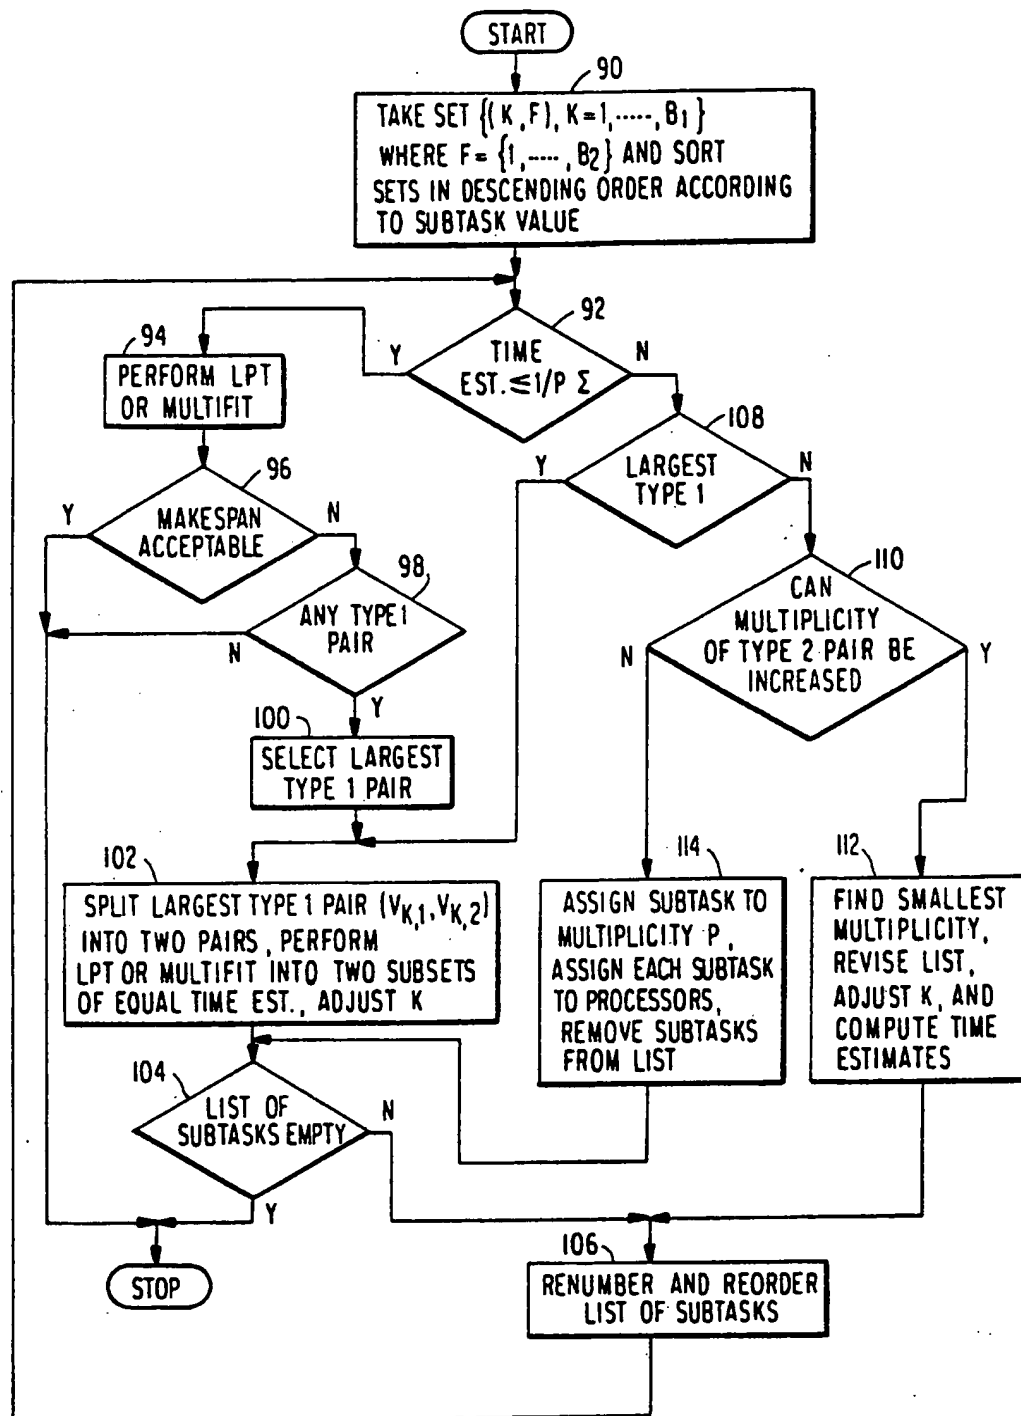 START
90
TAKE SET {(K,F), K=1,-----,B1}
WHERE F= {1,----,B2} AND SORT
SETS IN DESCENDING ORDER ACCORDING
TO SUBTASK VALUE
92
TIME
EST.≦1/P Σ
Y
N
94
PERFORM LPT
OR MULTIFIT
108
LARGEST
TYPE 1
Y
N
96
MAKESPAN
ACCEPTABLE
Y
N
98
ANY TYPE 1
PAIR
N
Y
110
CAN
MULTIPLICITY
OF TYPE 2 PAIR BE
INCREASED
N
Y
100
SELECT LARGEST
TYPE 1 PAIR
102
SPLIT LARGEST TYPE 1 PAIR (VK,1,VK,2)
INTO TWO PAIRS, PERFORM
LPT OR MULTIFIT INTO TWO SUBSETS
OF EQUAL TIME EST., ADJUST K
114
ASSIGN SUBTASK TO
MULTIPLICITY P,
ASSIGN EACH SUBTASK
TO PROCESSORS,
REMOVE SUBTASKS
FROM LIST
112
FIND SMALLEST
MULTIPLICITY,
REVISE LIST,
ADJUST K, AND
COMPUTE TIME
ESTIMATES
104
LIST OF
SUBTASKS EMPTY
N
Y
STOP
106
RENUMBER AND REORDER
LIST OF SUBTASKS